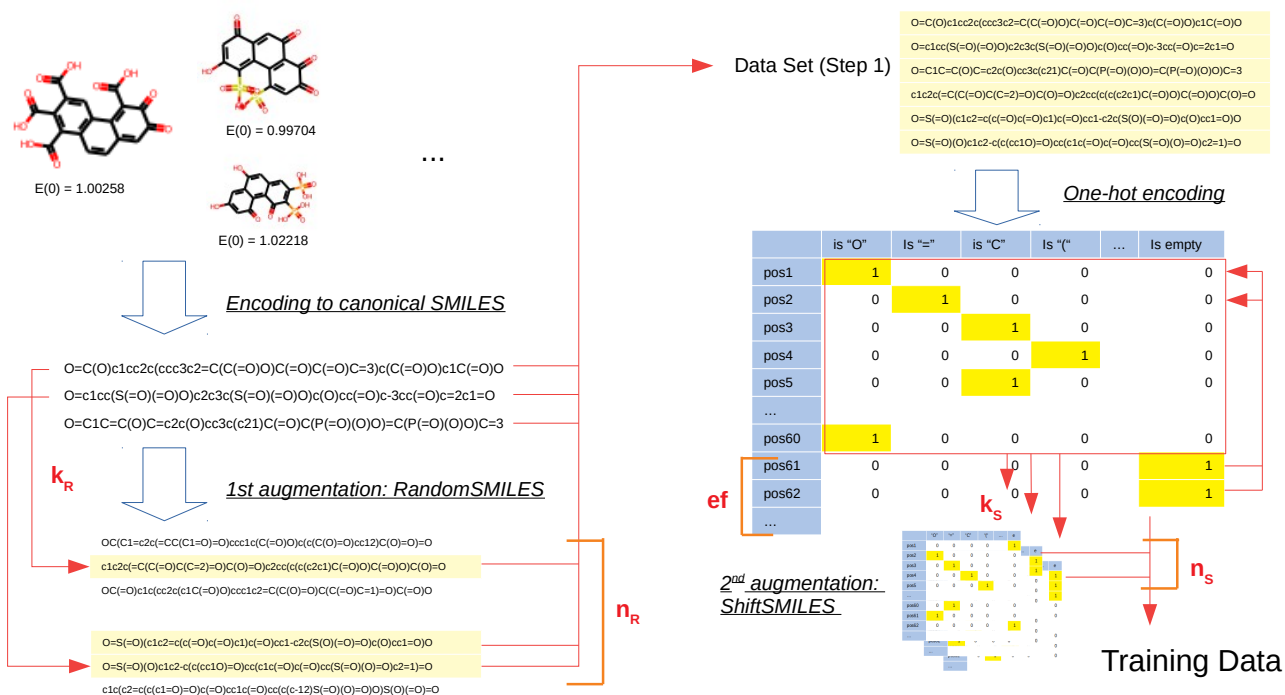 E(0) = 1.00258
E(0) = 0.99704
E(0) = 1.02218
...
Encoding to canonical SMILES
O=C(O)c1cc2c(ccc3c2=C(C(=O)O)C(=O)C(=O)C=3)c(C(=O)O)c1C(=O)O
O=c1cc(S(=O)(=O)O)c2c3c(S(=O)(=O)O)c(O)cc(=O)c-3cc(=O)c=2c1=O
O=C1C=C(O)C=c2c(O)cc3c(c21)C(=O)C(P(=O)(O)O)=C(P(=O)(O)O)C=3
kR
1st augmentation: RandomSMILES
OC(C1=c2c(=CC(C1=O)=O)ccc1c(C(=O)O)c(c(C(O)=O)cc12)C(O)=O)=O
c1c2c(=C(C(=O)C(C=2)=O)C(O)=O)c2cc(c(c(c2c1)C(=O)O)C(=O)O)C(O)=O
OC(=O)c1c(cc2c(c1C(=O)O)ccc1c2=C(C(O)=O)C(C(=O)C=1)=O)C(=O)O
O=S(=O)(c1c2=c(c(=O)c(=O)c1)c(=O)cc1-c2c(S(O)(=O)=O)c(O)cc1=O)O
O=S(=O)(O)c1c2-c(c(cc1O)=O)cc(c1c(=O)c(=O)cc(S(=O)(O)=O)c2=1)=O
c1c(c2=c(c(c1=O)=O)c(=O)cc1c(=O)cc(c(c-12)S(=O)(O)=O)O)S(O)(=O)=O
nR
Data Set (Step 1)
O=C(O)c1cc2c(ccc3c2=C(C(=O)O)C(=O)C(=O)C=3)c(C(=O)O)c1C(=O)O
O=c1cc(S(=O)(=O)O)c2c3c(S(=O)(=O)O)c(O)cc(=O)c-3cc(=O)c=2c1=O
O=C1C=C(O)C=c2c(O)cc3c(c21)C(=O)C(P(=O)(O)O)=C(P(=O)(O)O)C=3
c1c2c(=C(C(=O)C(C=2)=O)C(O)=O)c2cc(c(c(c2c1)C(=O)O)C(=O)O)C(O)=O
O=S(=O)(c1c2=c(c(=O)c(=O)c1)c(=O)cc1-c2c(S(O)(=O)=O)c(O)cc1=O)O
O=S(=O)(O)c1c2-c(c(cc1O)=O)cc(c1c(=O)c(=O)cc(S(=O)(O)=O)c2=1)=O
One-hot encoding
is "O" Is "=" is "C" Is "(" ... Is empty
pos1 1 0 0 0 0
pos2 0 1 0 0 0
pos3 0 0 1 0 0
pos4 0 0 0 1 0
pos5 0 0 1 0 0
...
pos60 1 0 0 0 0
pos61 0 0 0 0 1
pos62 0 0 0 0 1
...
ef
kS
nS
2nd augmentation:
ShiftSMILES
Training Data